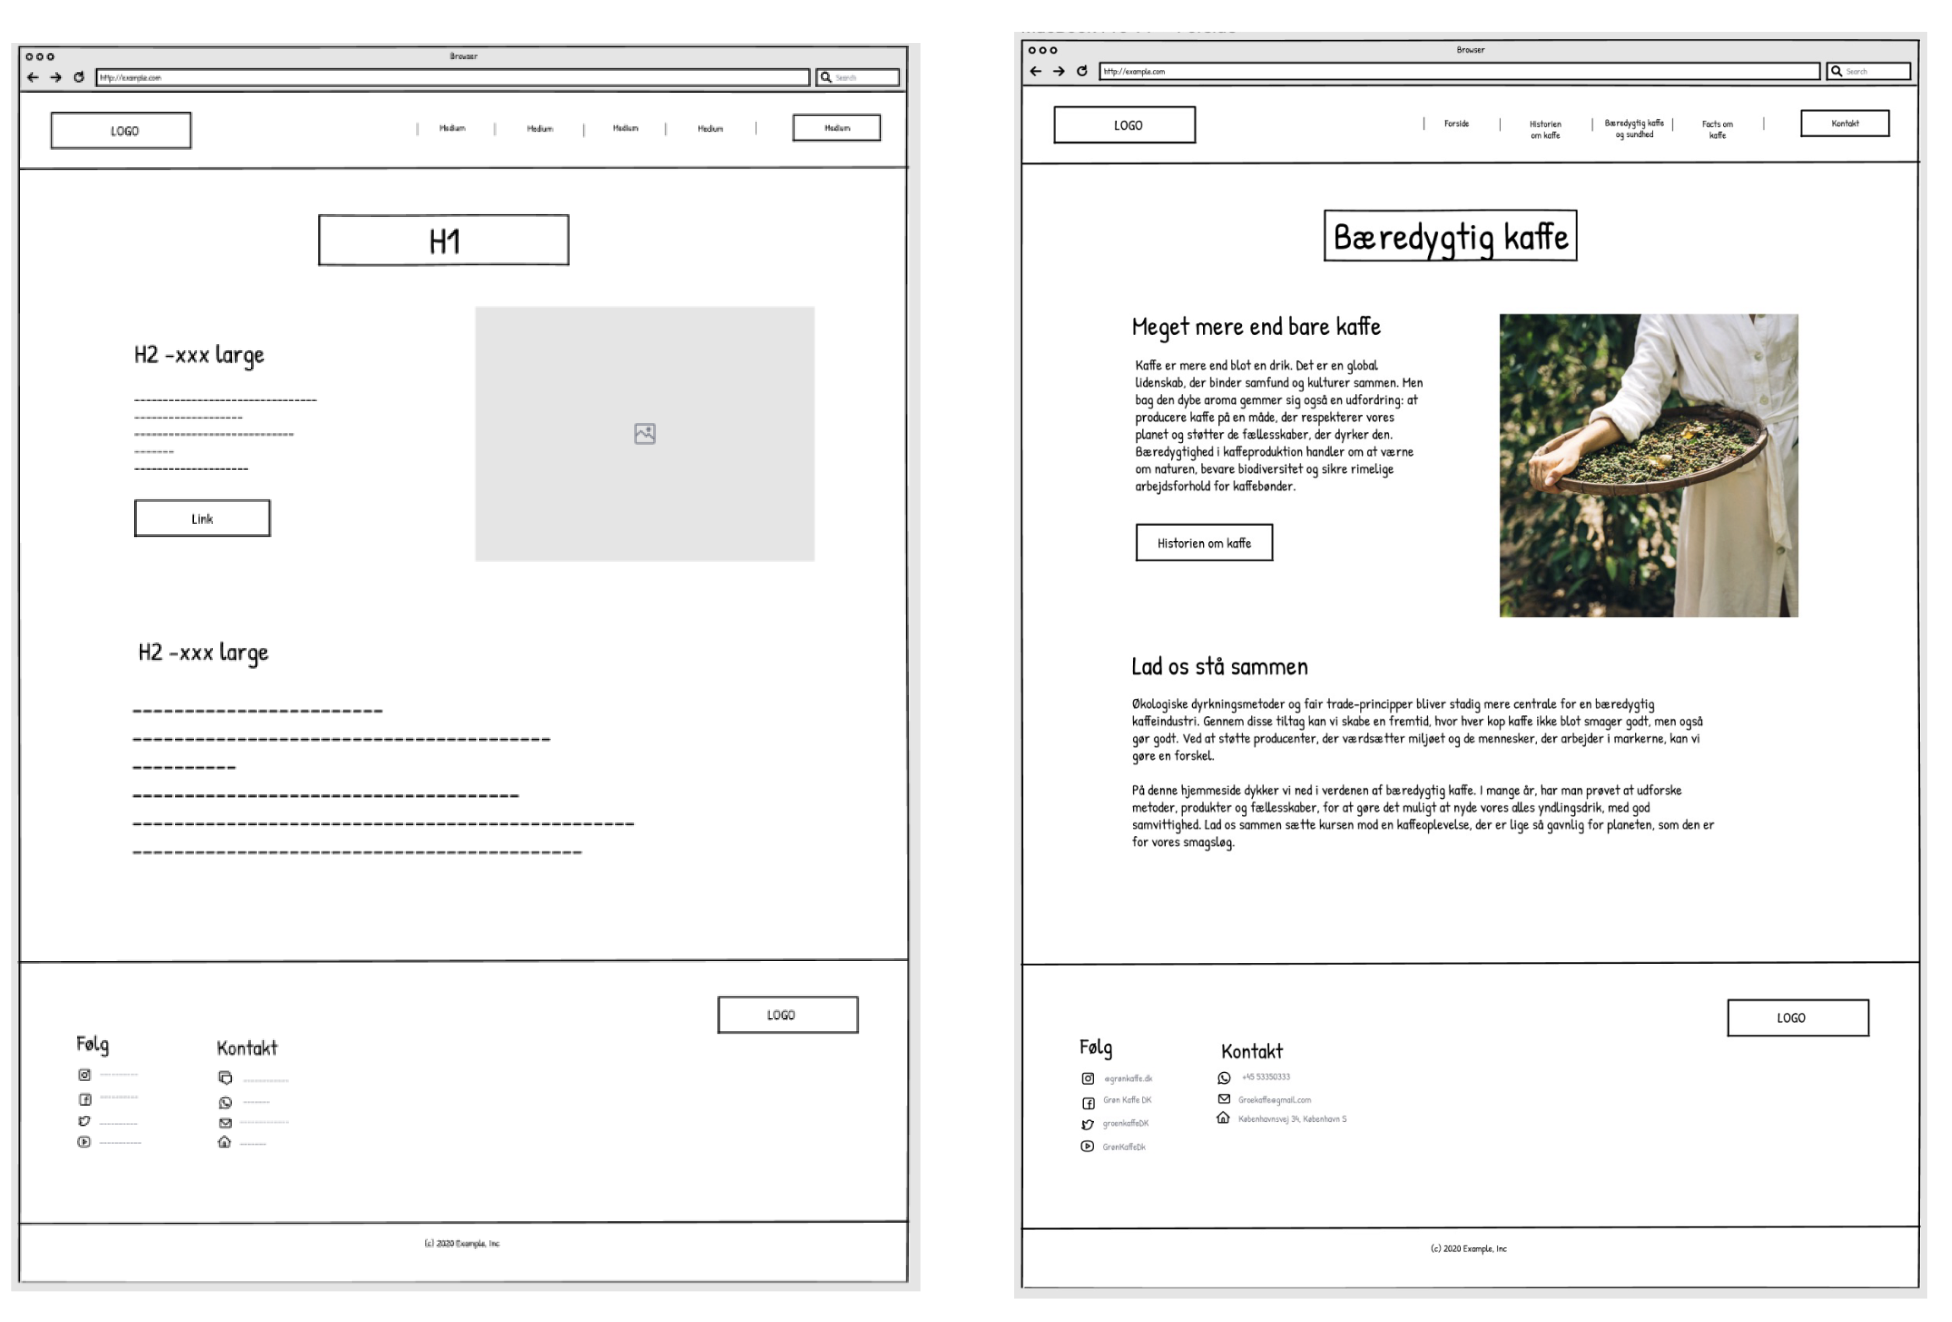 Browser
http://example.com
Search
LOGO
Medium
Medium
Medium
Medium
Medium
H1
H2 -xxx large
Link
H2 -xxx large
LOGO
Følg
Kontakt
(c) 2020 Example, Inc
Browser
http://example.com
Search
LOGO
Forside
Historien
om kaffe
Bæredygtig kaffe
og sundhed
Facts om
kaffe
Kontakt
Bæredygtig kaffe
Meget mere end bare kaffe
Kaffe er mere end blot en drik. Det er en global
lidenskab, der binder samfund og kulturer sammen. Men
bag den dybe aroma gemmer sig også en udfordring: at
producere kaffe på en måde, der respekterer vores
planet og støtter de fællesskaber, der dyrker den.
Bæredygtighed i kaffeproduktion handler om at værne
om naturen, bevare biodiversitet og sikre rimelige
arbejdsforhold for kaffebønder.
Historien om kaffe
Lad os stå sammen
Økologiske dyrkningsmetoder og fair trade-principper bliver stadig mere centrale for en bæredygtig
kaffeindustri. Gennem disse tiltag kan vi skabe en fremtid, hvor hver kop kaffe ikke blot smager godt, men også
gør godt. Ved at støtte producenter, der værdsætter miljøet og de mennesker, der arbejder i markerne, kan vi
gøre en forskel.
På denne hjemmeside dykker vi ned i verdenen af bæredygtig kaffe. I mange år, har man prøvet at udforske
metoder, produkter og fællesskaber, for at gøre det muligt at nyde vores alles yndlingsdrik, med god
samvittighed. Lad os sammen sætte kursen mod en kaffeoplevelse, der er lige så gavnlig for planeten, som den er
for vores smagsløg.
LOGO
Følg
@grønkaffe.dk
Grøn Kaffe DK
groenkaffeDK
GrønKaffeDk
Kontakt
+45 53350333
Groekaffe@gmail.com
Københavnsvej 34, København S
(c) 2020 Example, Inc